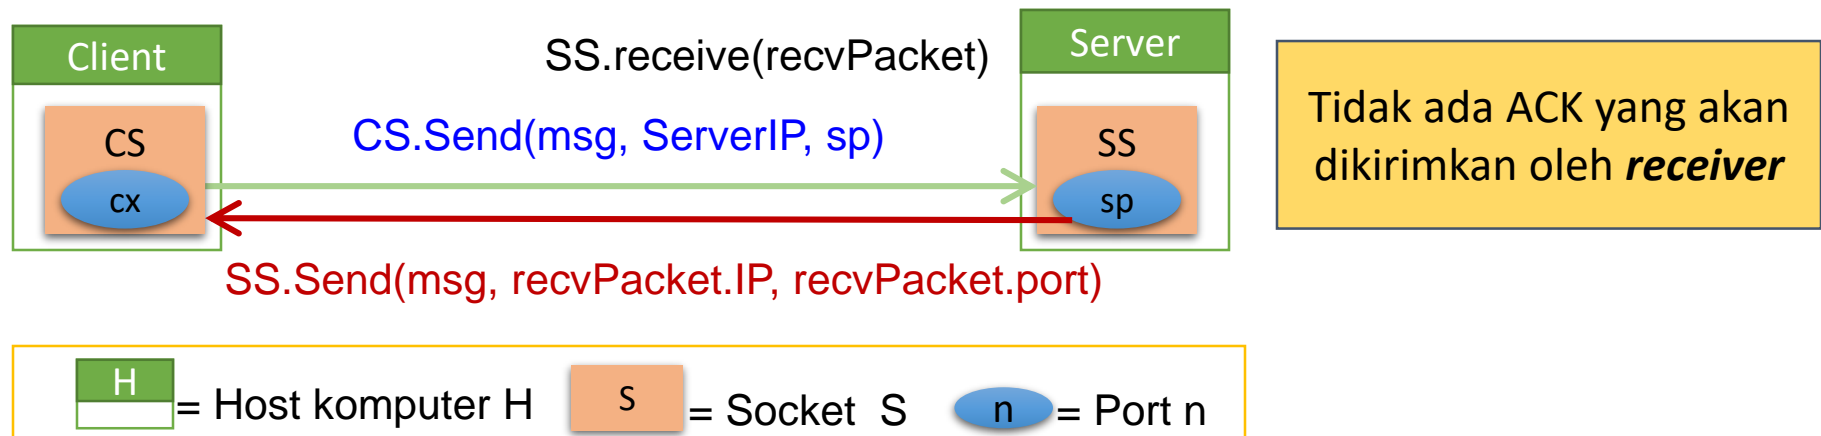 Client
SS.receive(recvPacket)
Server
CS
cx
CS.Send(msg, ServerIP, sp)
SS
sp
Tidak ada ACK yang akan
dikirimkan oleh receiver
SS.Send(msg, recvPacket.IP, recvPacket.port)
H
= Host komputer H
S
= Socket S
n
= Port n